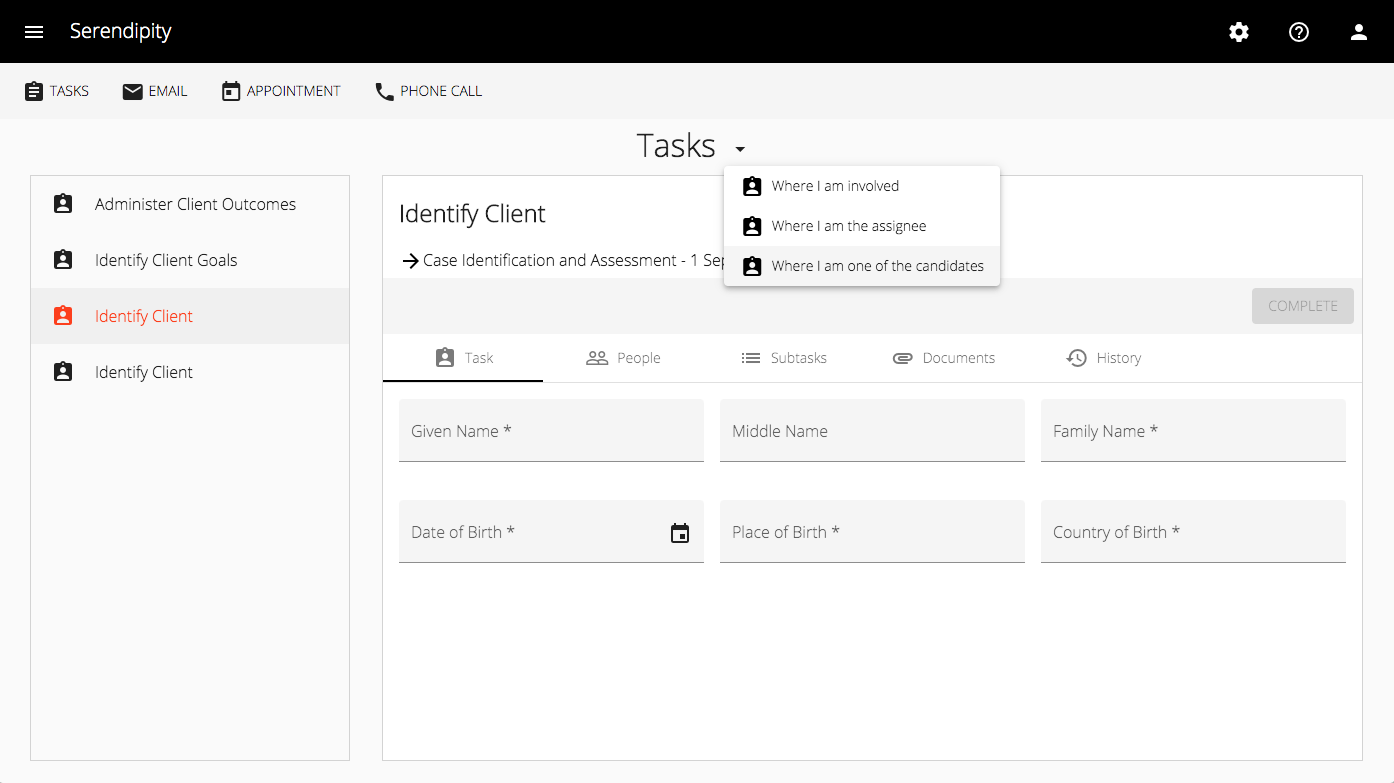 Serendipity
TASKS EMAIL APPOINTMENT PHONE CALL
Tasks
Where I am involved
Where I am the assignee
Where I am one of the candidates
Administer Client Outcomes
Identify Client Goals
Identify Client
Identify Client
Identify Client
Case Identification and Assessment - 1 Sep
COMPLETE
Task People Subtasks Documents History
Given Name * Middle Name Family Name *
Date of Birth * Place of Birth * Country of Birth *